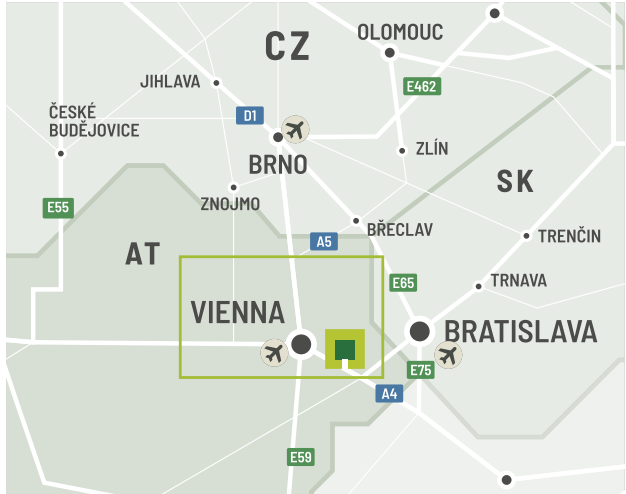 OLOMOUC
CZ
JIHLAVA
E462
ČESKÉ
BUDĚJOVICE
D1
BRNO
ZLÍN
SK
E55
ZNOJMO
BŘECLAV
TRENČÍN
A5
AT
E65
TRNAVA
VIENNA
BRATISLAVA
E75
A4
E59